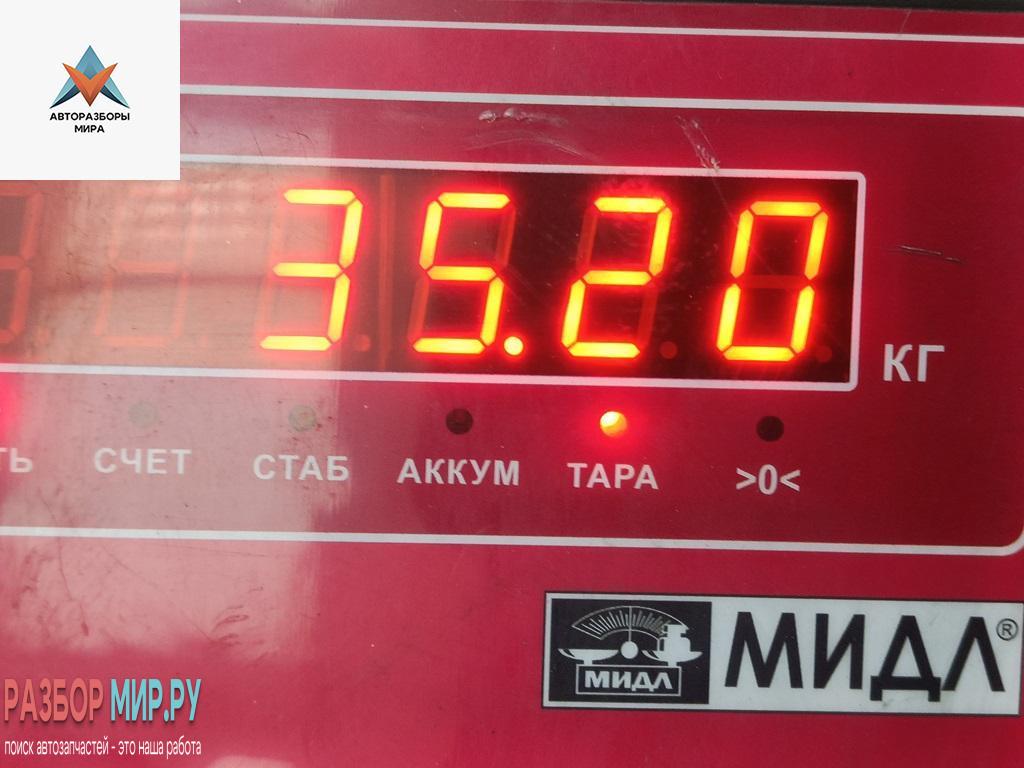 АВТОРАЗБОРЫ
МИРА
35.20
КГ
ТЬ СЧЕТ СТАБ АККУМ ТАРА >0<
МИДЛ МИДЛ®
РАЗБОР МИР.РУ
поиск автозапчастей - это наша работа